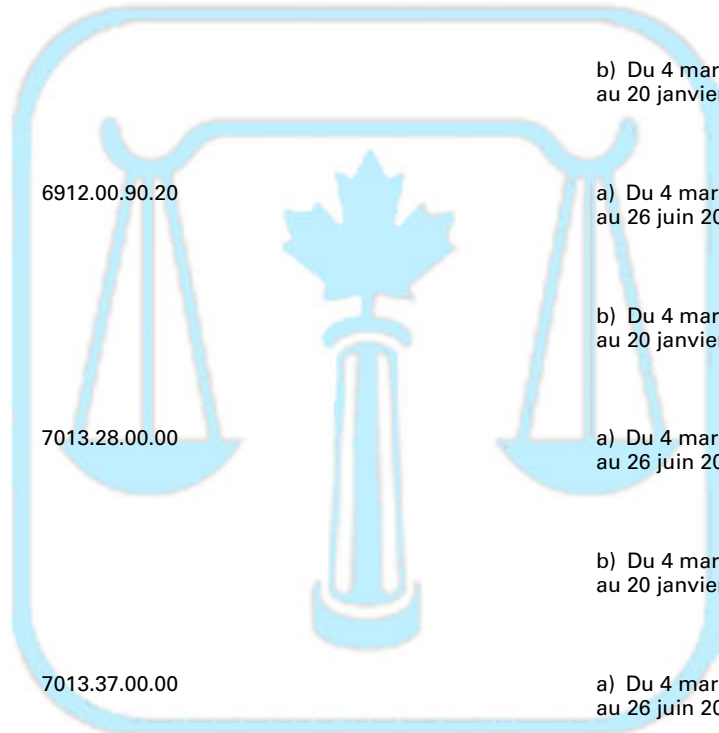 b) Du 4 mar
au 20 janvier
6912.00.90.20
a) Du 4 mar
au 26 juin 20
b) Du 4 mar
au 20 janvier
7013.28.00.00
a) Du 4 mar
au 26 juin 20
b) Du 4 mar
au 20 janvier
7013.37.00.00
a) Du 4 mar
au 26 juin 20